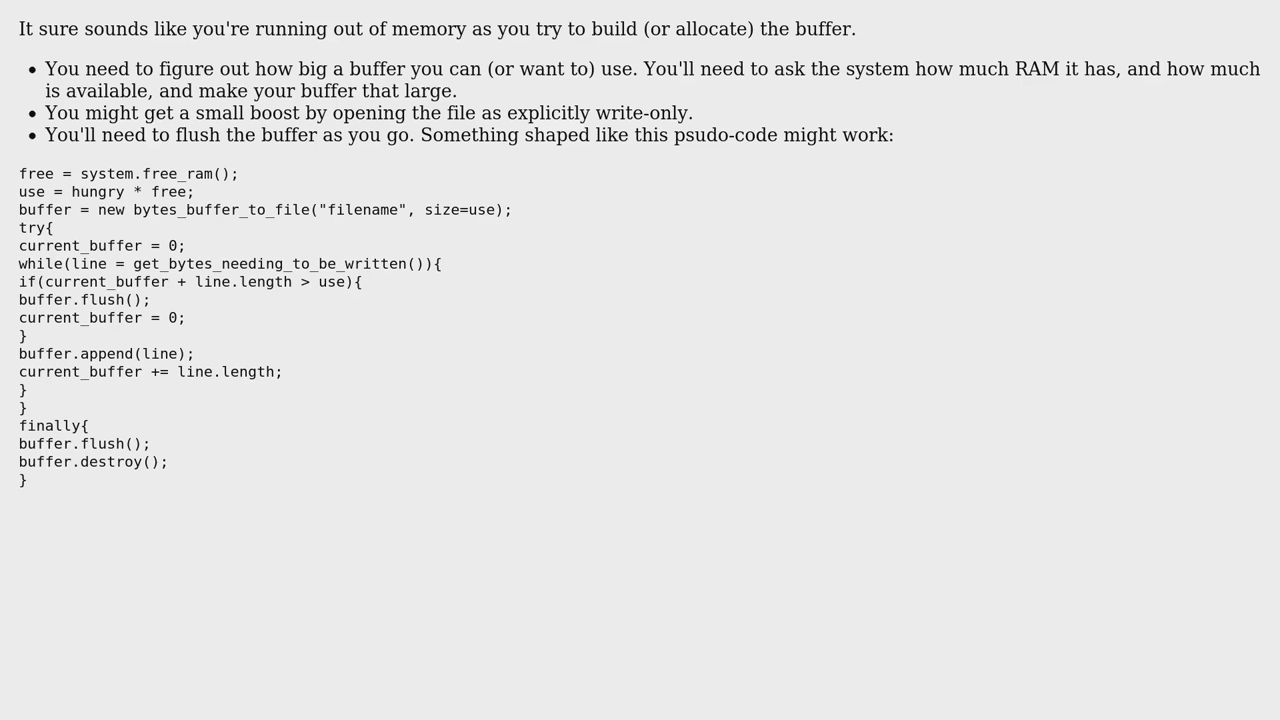 It sure sounds like you're running out of memory as you try to build (or allocate) the buffer.
• You need to figure out how big a buffer you can (or want to) use. You'll need to ask the system how much RAM it has, and how much
is available, and make your buffer that large.
• You might get a small boost by opening the file as explicitly write-only.
• You'll need to flush the buffer as you go. Something shaped like this psudo-code might work:
free = system.free_ram();
use = hungry * free;
buffer = new bytes_buffer_to_file("filename", size=use);
try{
current_buffer = 0;
while(line = get_bytes_needing_to_be_written()){
if(current_buffer + line.length > use){
buffer.flush();
current_buffer = 0;
}
buffer.append(line);
current_buffer += line.length;
}
}
finally{
buffer.flush();
buffer.destroy();
}